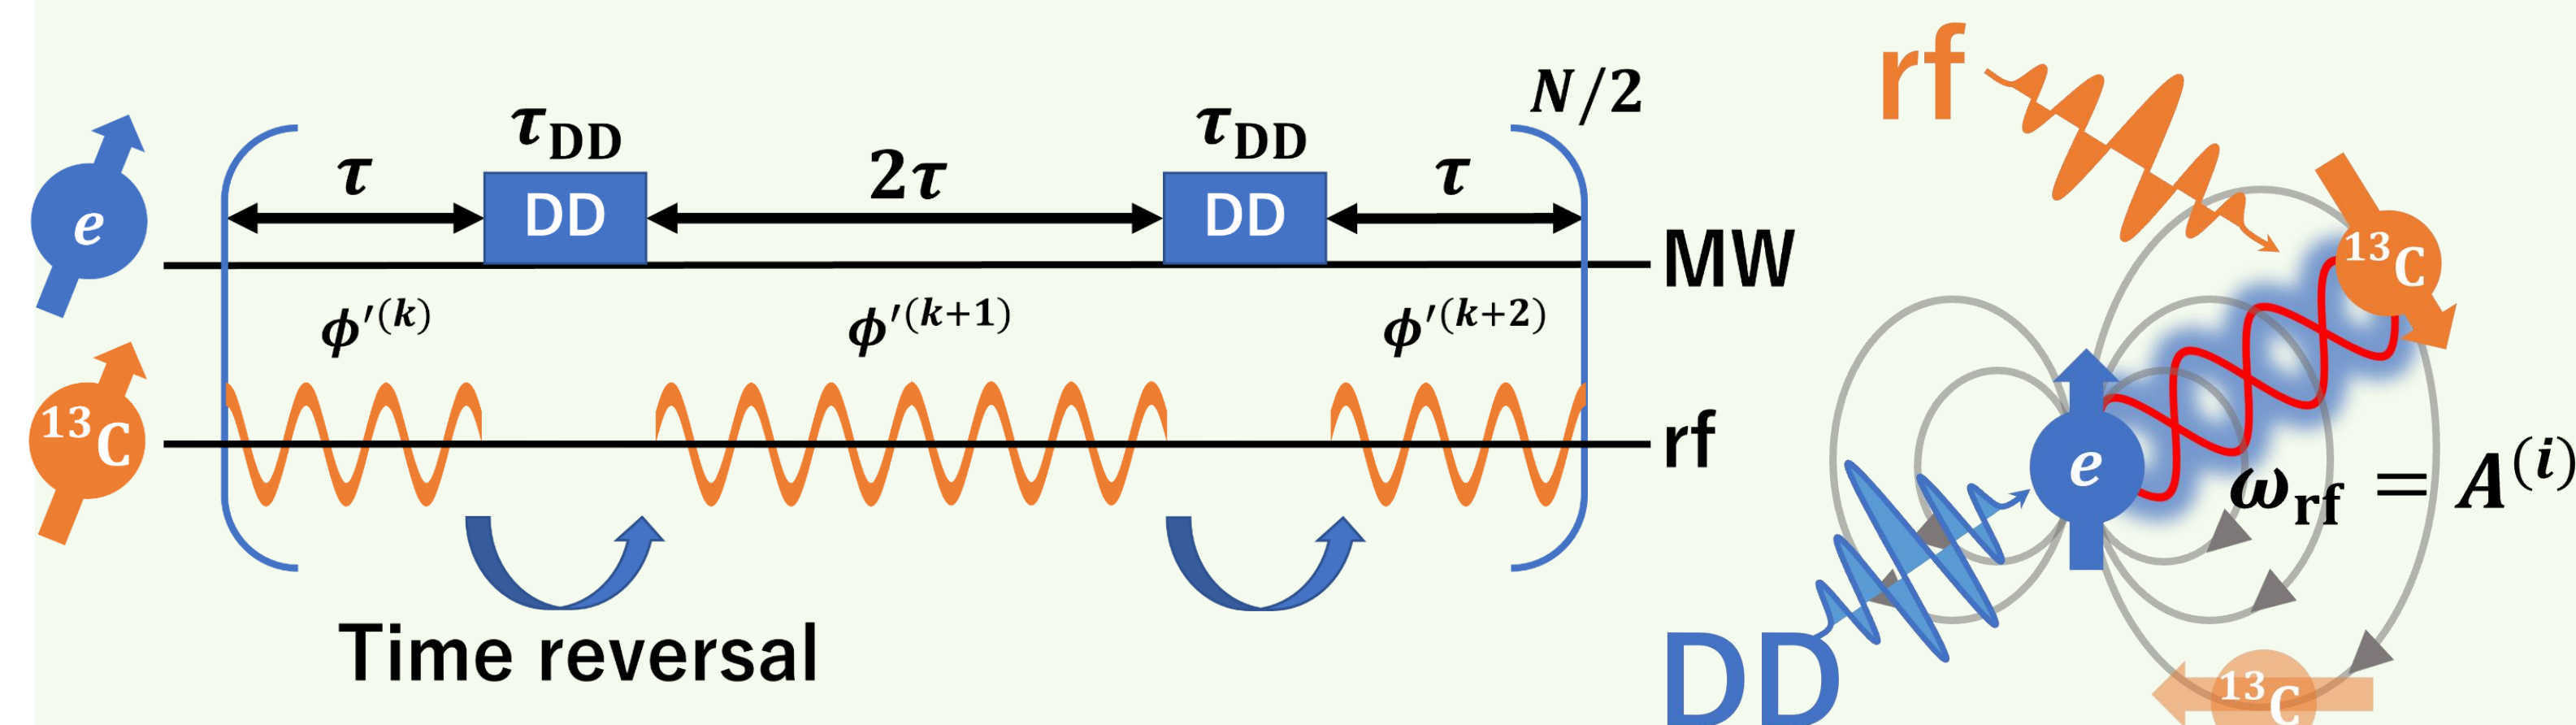 τ τ_DD 2τ τ_DD τ N/2
e DD DD MW
ϕ′^(k) ϕ′^(k+1) ϕ′^(k+2)
¹³C rf
Time reversal
rf
¹³C
e
ω_rf = A^(i)
DD
¹³C